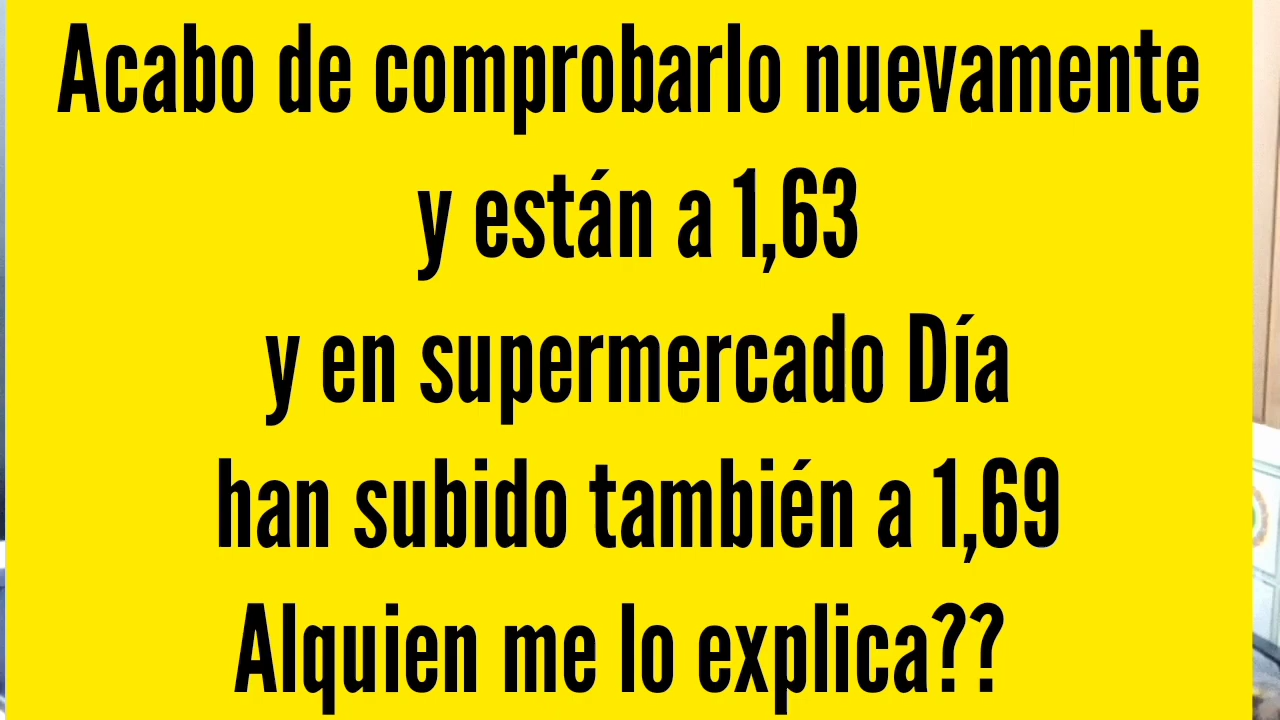 Acabo de comprobarlo nuevamente
y están a 1,63
y en supermercado Día
han subido también a 1,69
Alquien me lo explica??